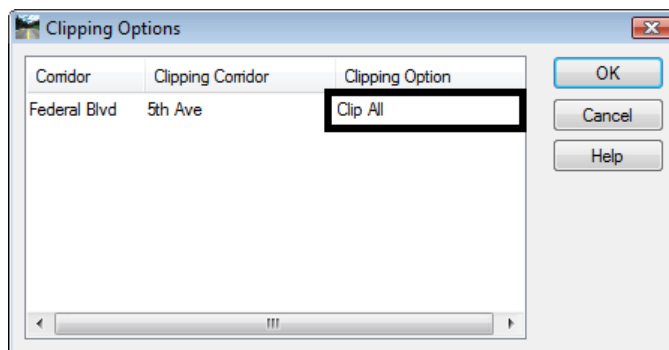 Clipping Options
Corridor Clipping Corridor Clipping Option OK
Federal Blvd 5th Ave Clip All Cancel
Help